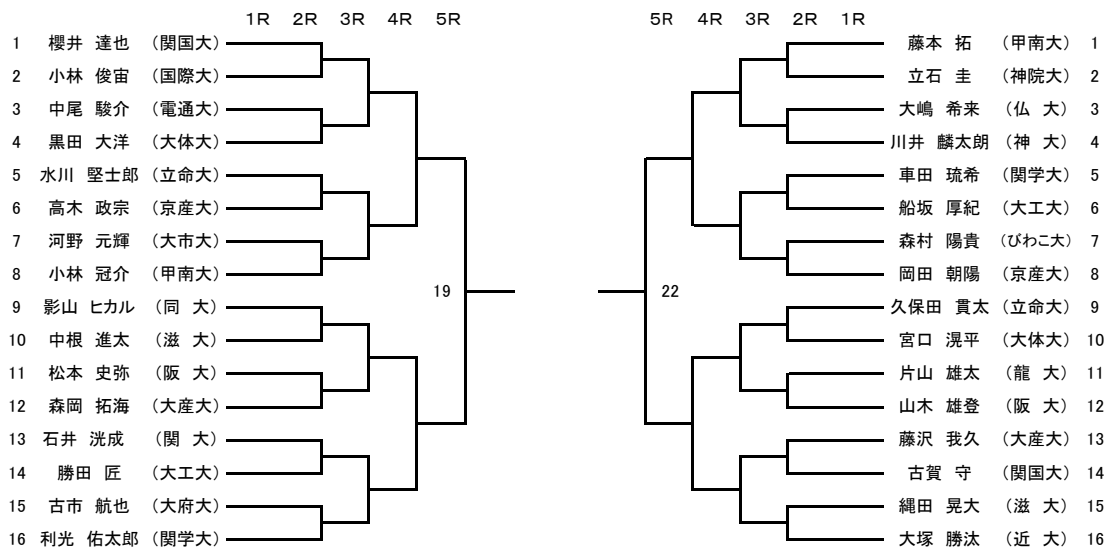 1R 2R 3R 4R 5R
1 櫻井 達也 (関国大)
2 小林 俊宙 (国際大)
3 中尾 駿介 (電通大)
4 黒田 大洋 (大体大)
5 水川 堅士郎 (立命大)
6 高木 政宗 (京産大)
7 河野 元輝 (大市大)
8 小林 冠介 (甲南大)
19
9 影山 ヒカル (同 大)
10 中根 進太 (滋 大)
11 松本 史弥 (阪 大)
12 森岡 拓海 (大産大)
13 石井 洸成 (関 大)
14 勝田 匠 (大工大)
15 古市 航也 (大府大)
16 利光 佑太郎 (関学大)
5R 4R 3R 2R 1R
藤本 拓 (甲南大) 1
立石 圭 (神院大) 2
大嶋 希来 (仏 大) 3
川井 麟太朗 (神 大) 4
車田 琉希 (関学大) 5
船坂 厚紀 (大工大) 6
森村 陽貴 (びわこ大) 7
岡田 朝陽 (京産大) 8
22
久保田 貫太 (立命大) 9
宮口 滉平 (大体大) 10
片山 雄太 (龍 大) 11
山木 雄登 (阪 大) 12
藤沢 我久 (大産大) 13
古賀 守 (関国大) 14
縄田 晃大 (滋 大) 15
大塚 勝汰 (近 大) 16